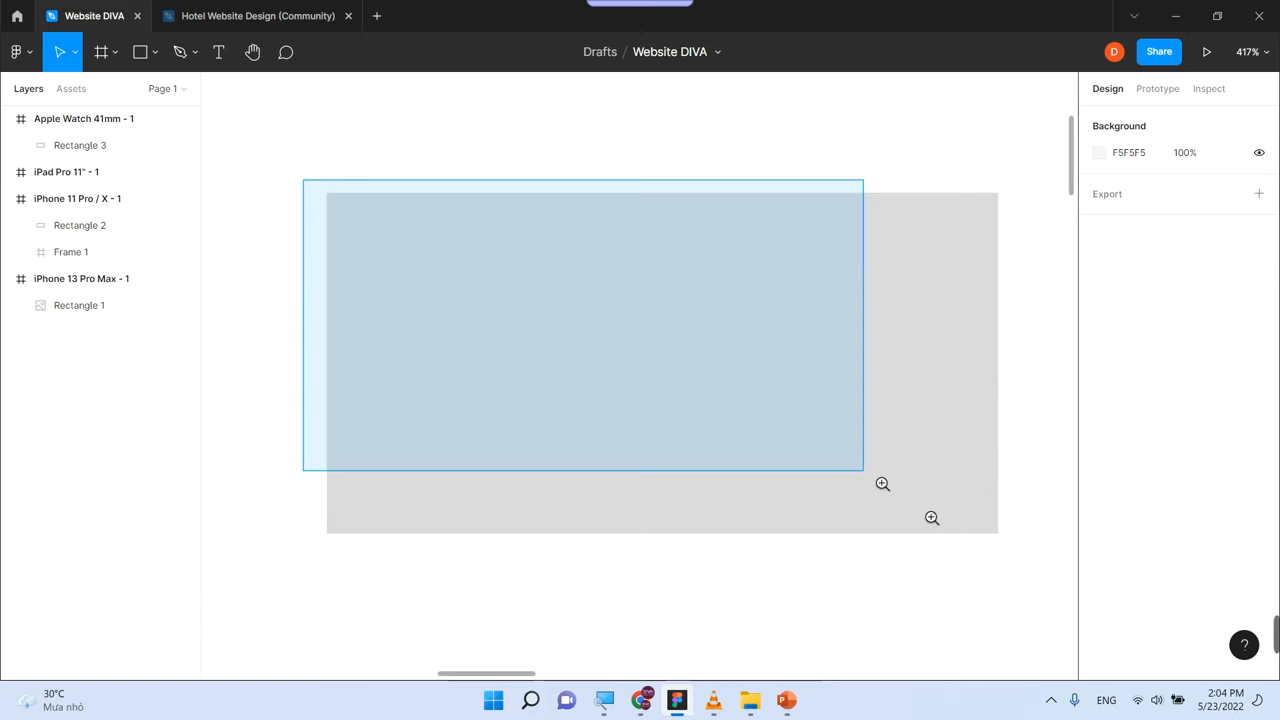 Website DIVA
Hotel Website Design (Community)
Drafts / Website DIVA
D
Share
417%
Layers
Assets
Page 1
Design
Prototype
Inspect
Apple Watch 41mm - 1
Rectangle 3
iPad Pro 11" - 1
iPhone 11 Pro / X - 1
Rectangle 2
Frame 1
iPhone 13 Pro Max - 1
Rectangle 1
Background
F5F5F5 100%
Export
?
30°C
Mưa nhỏ
ENG
2:04 PM
5/23/2022